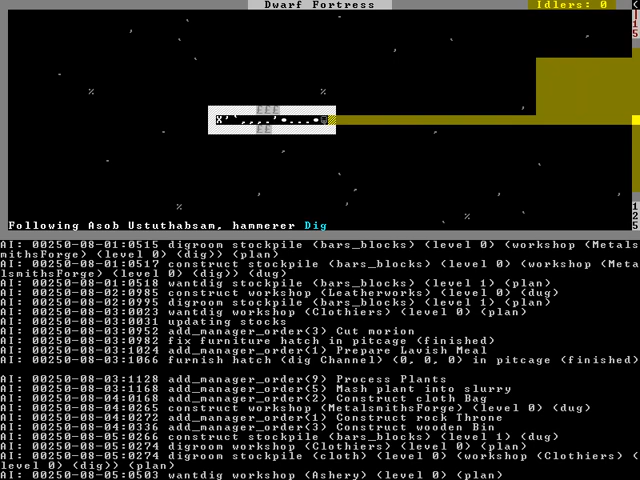 Dwarf Fortress
Idlers: 0
Following Asob Ustuthabsam, hammerer Dig
AI: 00250-08-01:0515 digroom stockpile (bars_blocks) (level 0) (workshop (Metals
smithsForge) (level 0) (dig)) (plan)
AI: 00250-08-01:0517 construct stockpile (bars_blocks) (level 0) (workshop (Meta
lsmithsForge) (level 0) (dig)) (dug)
AI: 00250-08-01:0518 wantdig stockpile (bars_blocks) (level 1) (plan)
AI: 00250-08-02:0985 construct workshop (Leatherworks) (level 0) (dug)
AI: 00250-08-02:0995 digroom stockpile (bars_blocks) (level 1) (plan)
AI: 00250-08-03:0023 wantdig workshop (Clothiers) (level 0) (plan)
AI: 00250-08-03:0031 updating stocks
AI: 00250-08-03:0952 add_manager_order(3) Cut morion
AI: 00250-08-03:0982 fix furniture hatch in pitcage (finished)
AI: 00250-08-03:1024 add_manager_order(1) Prepare Lavish Meal
AI: 00250-08-03:1066 furnish hatch (dig Channel) (0, 0, 0) in pitcage (finished)
AI: 00250-08-03:1128 add_manager_order(9) Process Plants
AI: 00250-08-03:1168 add_manager_order(5) Mash plant into slurry
AI: 00250-08-04:0168 add_manager_order(2) Construct cloth Bag
AI: 00250-08-04:0265 construct workshop (MetalsmithsForge) (level 0) (dug)
AI: 00250-08-04:0272 add_manager_order(1) Construct rock Throne
AI: 00250-08-04:0336 add_manager_order(3) Construct wooden Bin
AI: 00250-08-05:0266 construct stockpile (bars_blocks) (level 1) (dug)
AI: 00250-08-05:0274 digroom workshop (Clothiers) (level 0) (plan)
AI: 00250-08-05:0274 digroom stockpile (cloth) (level 0) (workshop (Clothiers) (
level 0) (dig)) (plan)
AI: 00250-08-05:0503 wantdig workshop (Ashery) (level 0) (plan)